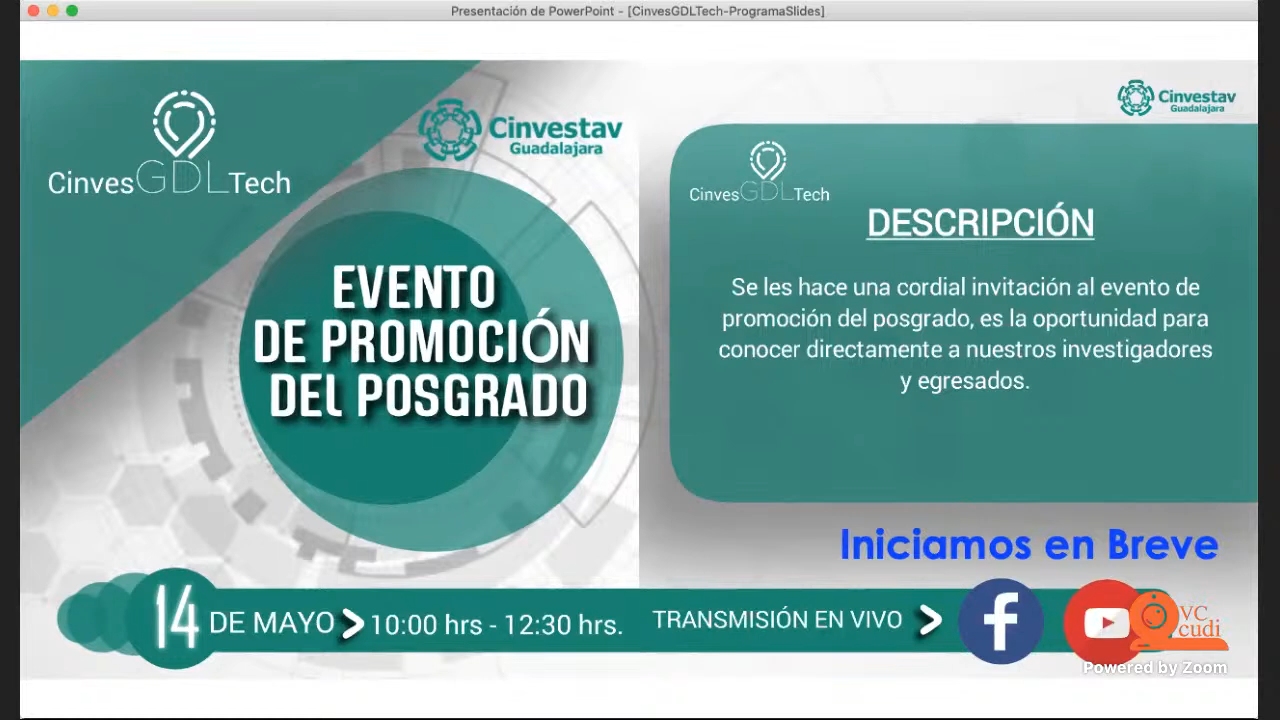 Presentación de PowerPoint - [CinvesGDLTech-ProgramaSlides]
CinvesGDLTech
Cinvestav
Guadalajara
EVENTO
DE PROMOCIÓN
DEL POSGRADO
Cinvestav
Guadalajara
CinvesGDLTech
DESCRIPCIÓN
Se les hace una cordial invitación al evento de
promoción del posgrado, es la oportunidad para
conocer directamente a nuestros investigadores
y egresados.
Iniciamos en Breve
14 DE MAYO 10:00 hrs - 12:30 hrs.
TRANSMISIÓN EN VIVO
VC
cudi
Powered by Zoom